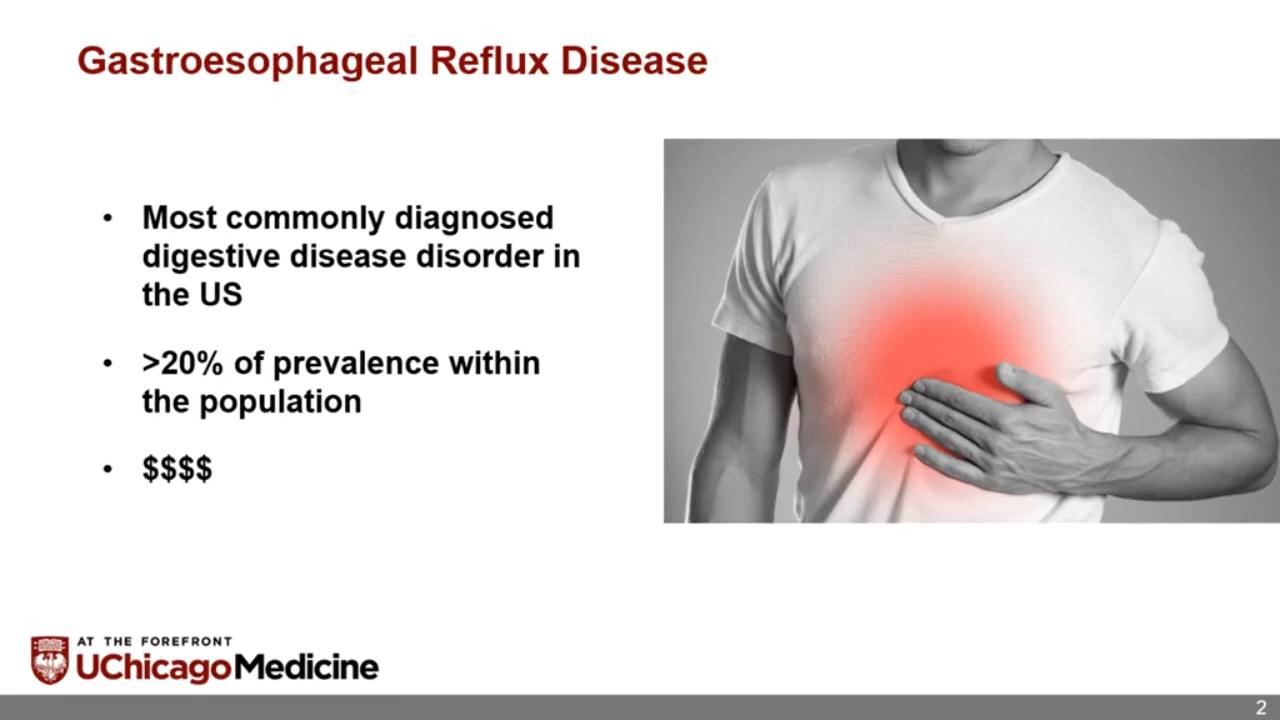 Gastroesophageal Reflux Disease
• Most commonly diagnosed
digestive disease disorder in
the US
• >20% of prevalence within
the population
• $$$$
AT THE FOREFRONT
UChicagoMedicine
2